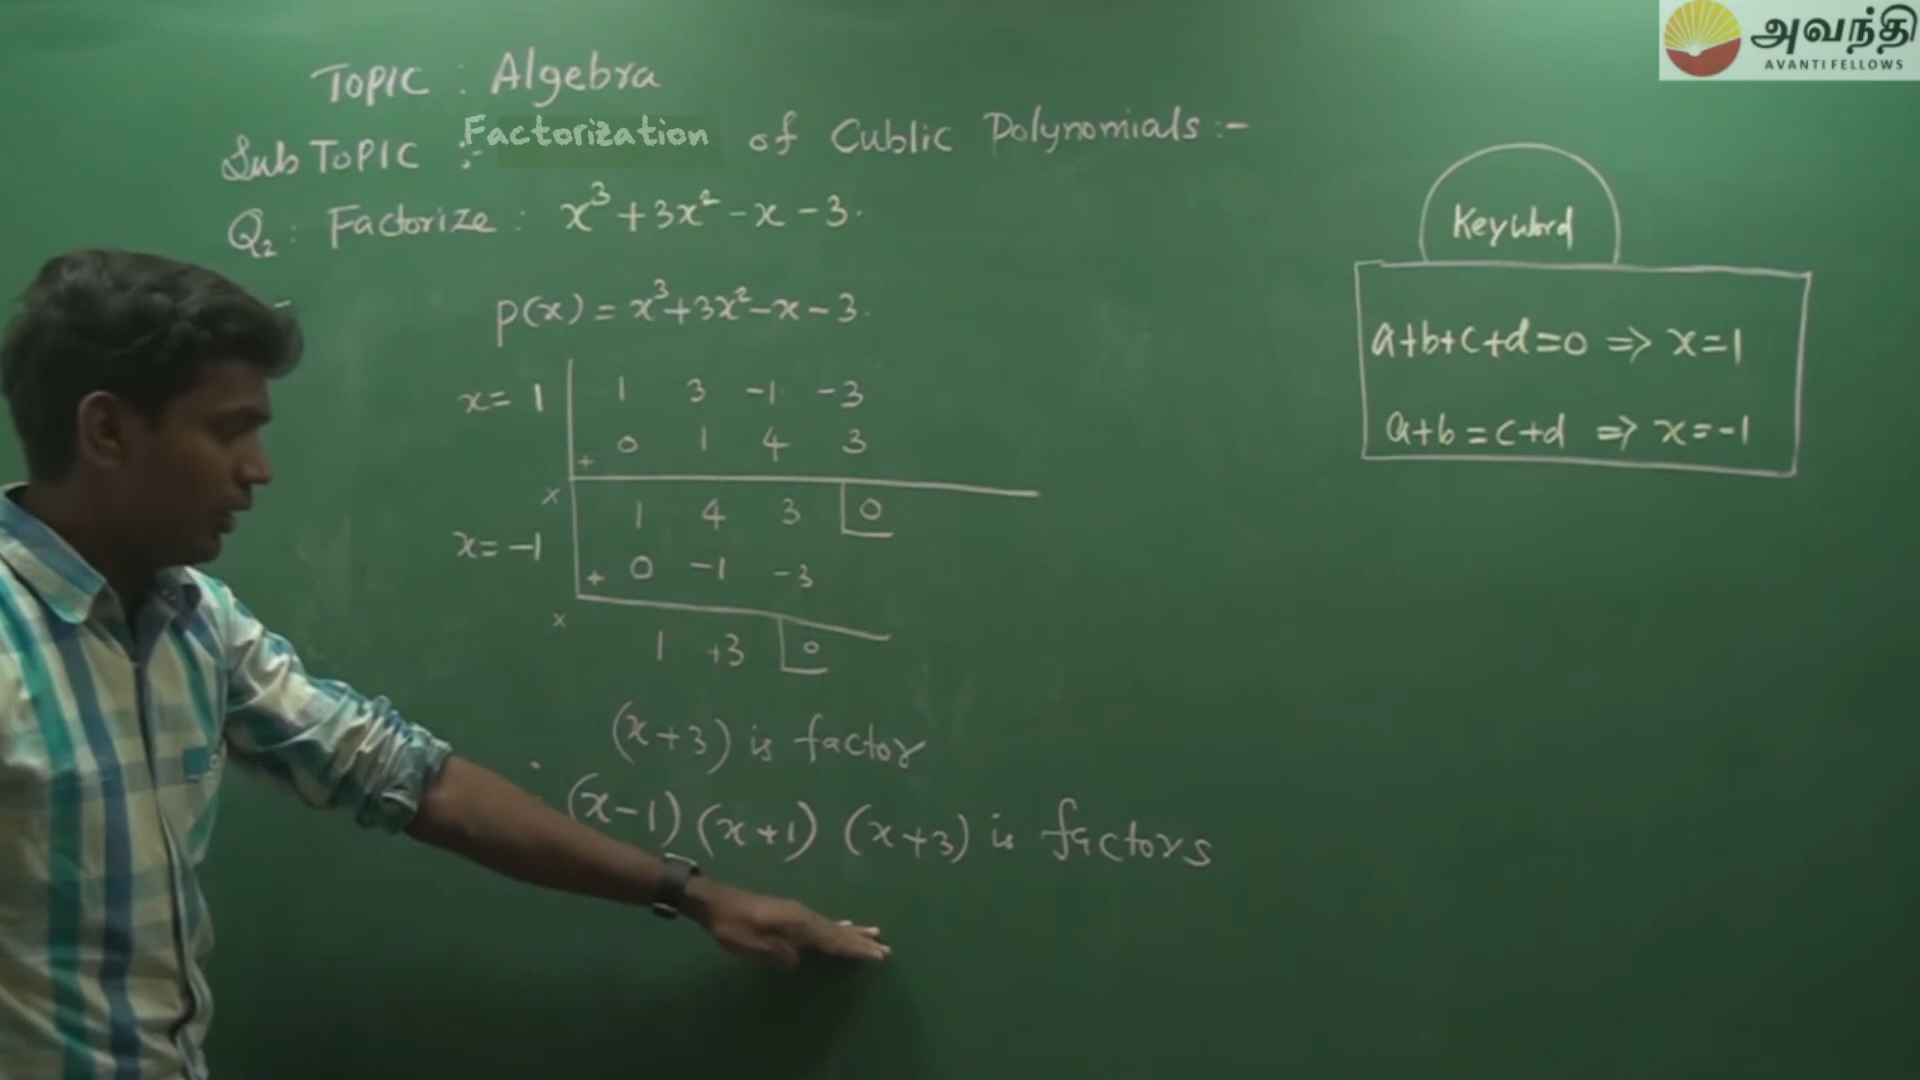 அவந்தி
AVANTI FELLOWS
TOPIC : Algebra
Sub TOPIC :- Factorization of Cublic Polynomials :-
Q₂ : Factorize : x³ + 3x² - x - 3.
p(x) = x³ + 3x² - x - 3.
x = 1 | 1 3 -1 -3
+ 0 1 4 3
x 1 4 3 0
x = -1
+ 0 -1 -3
x 1 +3 0
(x+3) is factor
(x-1) (x+1) (x+3) is factors
Keyword
a+b+c+d=0 => x=1
a+b=c+d => x=-1